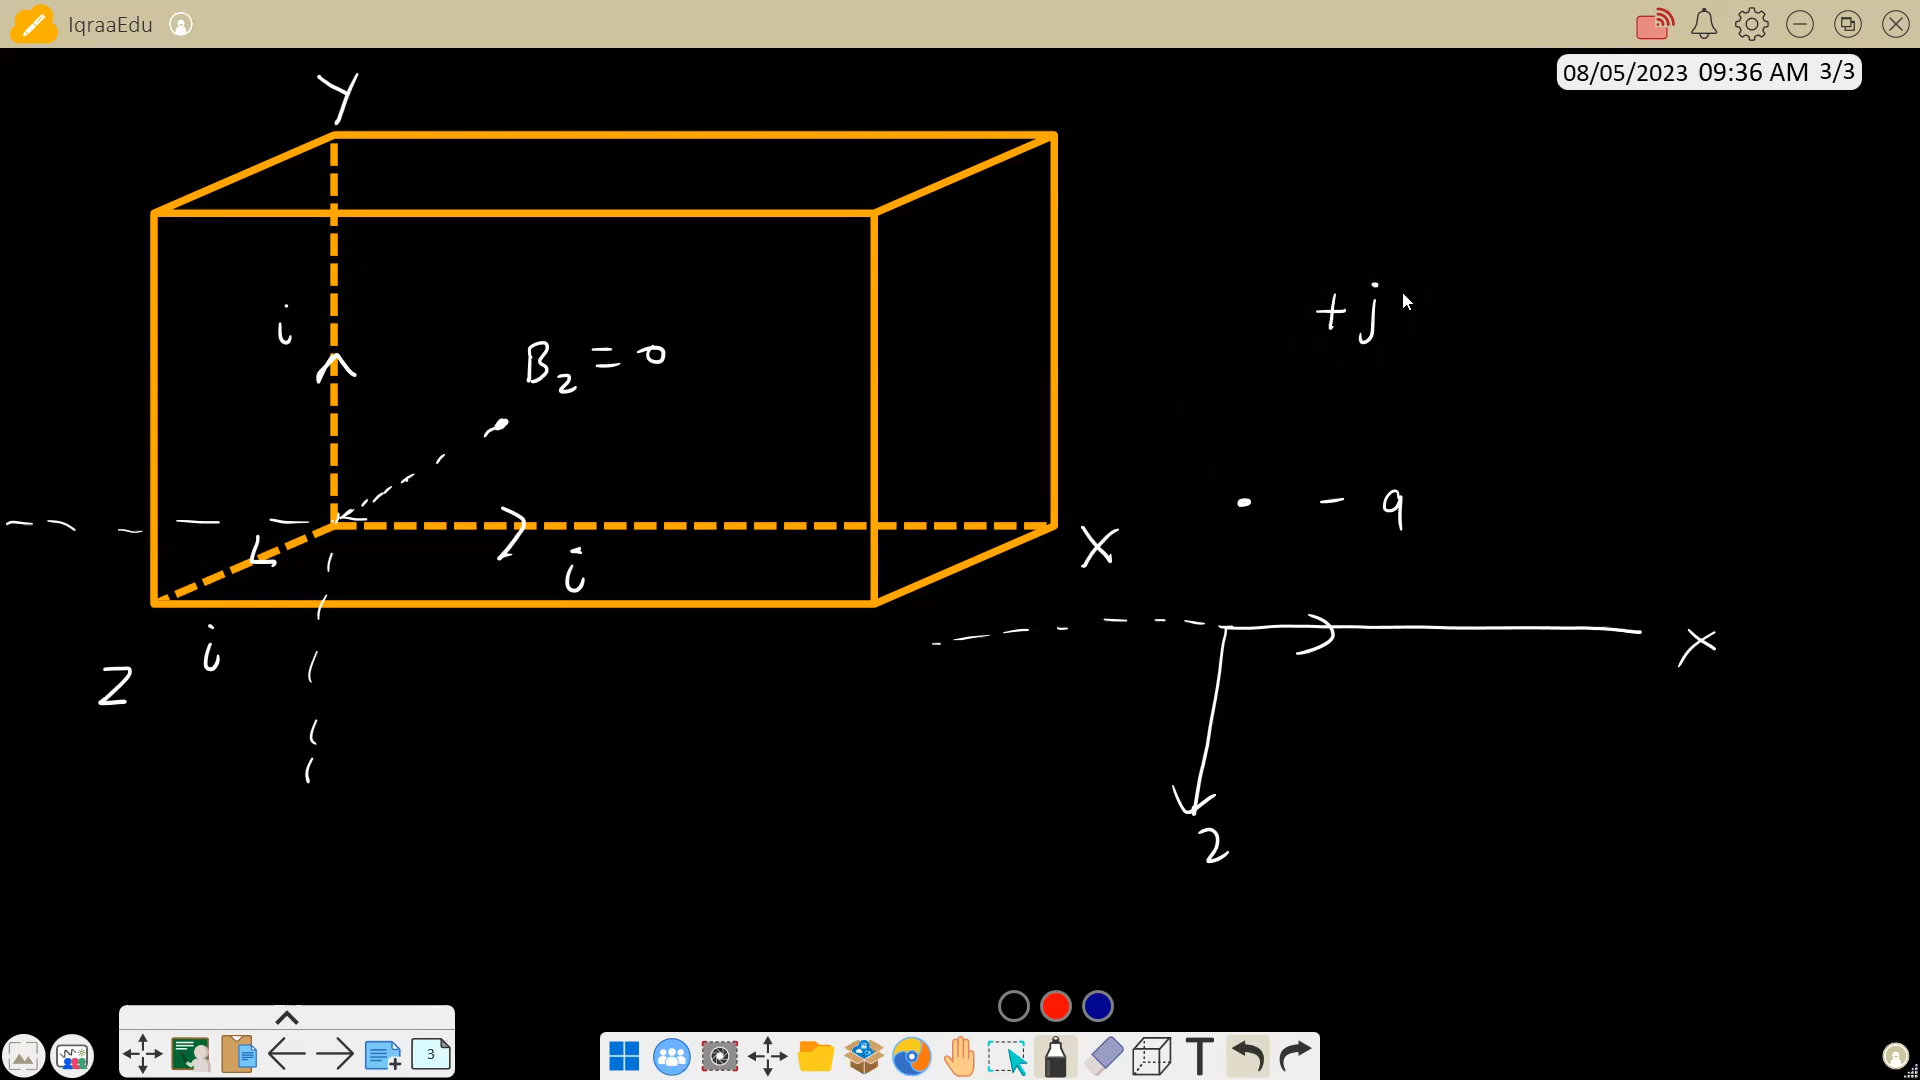 IqraaEdu
08/05/2023 09:36 AM 3/3
Y
i
B2 = 0
+j
- q
X
i
i
Z
X
2
3
T